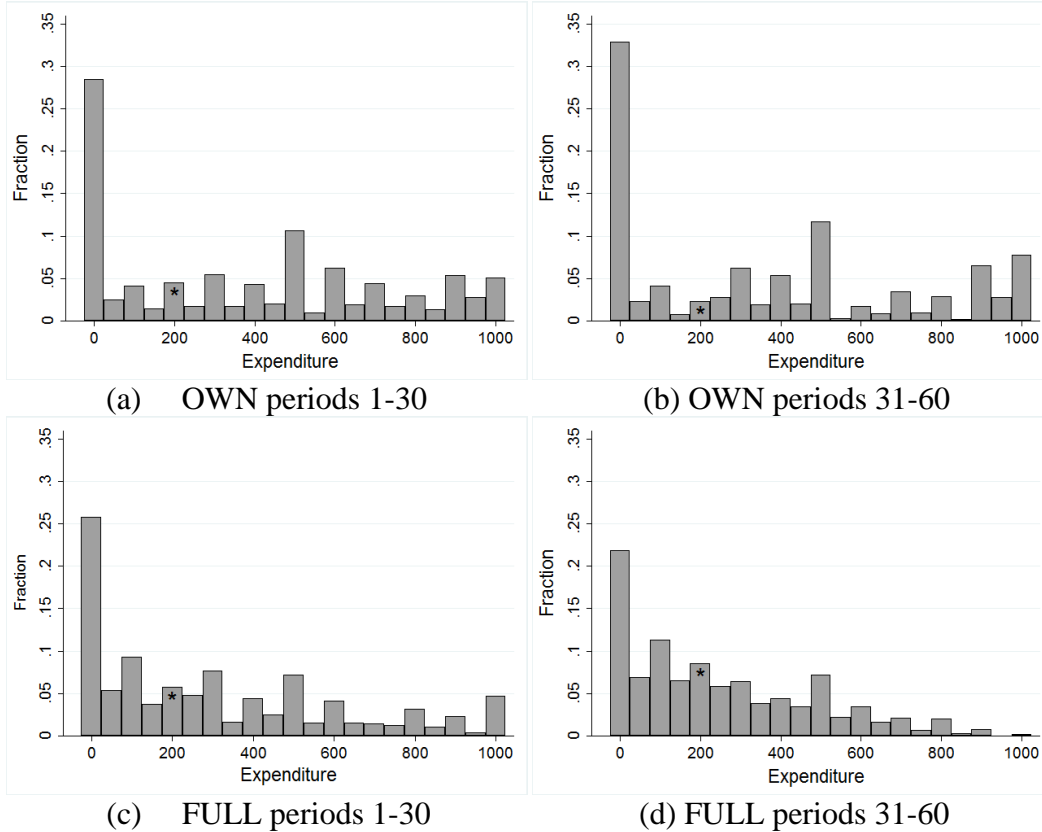 .35
.3
.25
.2
.15
.1
.05
0
Fraction
*
0 200 400 600 800 1000
Expenditure
(a) OWN periods 1-30
.35
.3
.25
.2
.15
.1
.05
0
Fraction
*
0 200 400 600 800 1000
Expenditure
(b) OWN periods 31-60
.35
.3
.25
.2
.15
.1
.05
0
Fraction
*
0 200 400 600 800 1000
Expenditure
(c) FULL periods 1-30
.35
.3
.25
.2
.15
.1
.05
0
Fraction
*
0 200 400 600 800 1000
Expenditure
(d) FULL periods 31-60